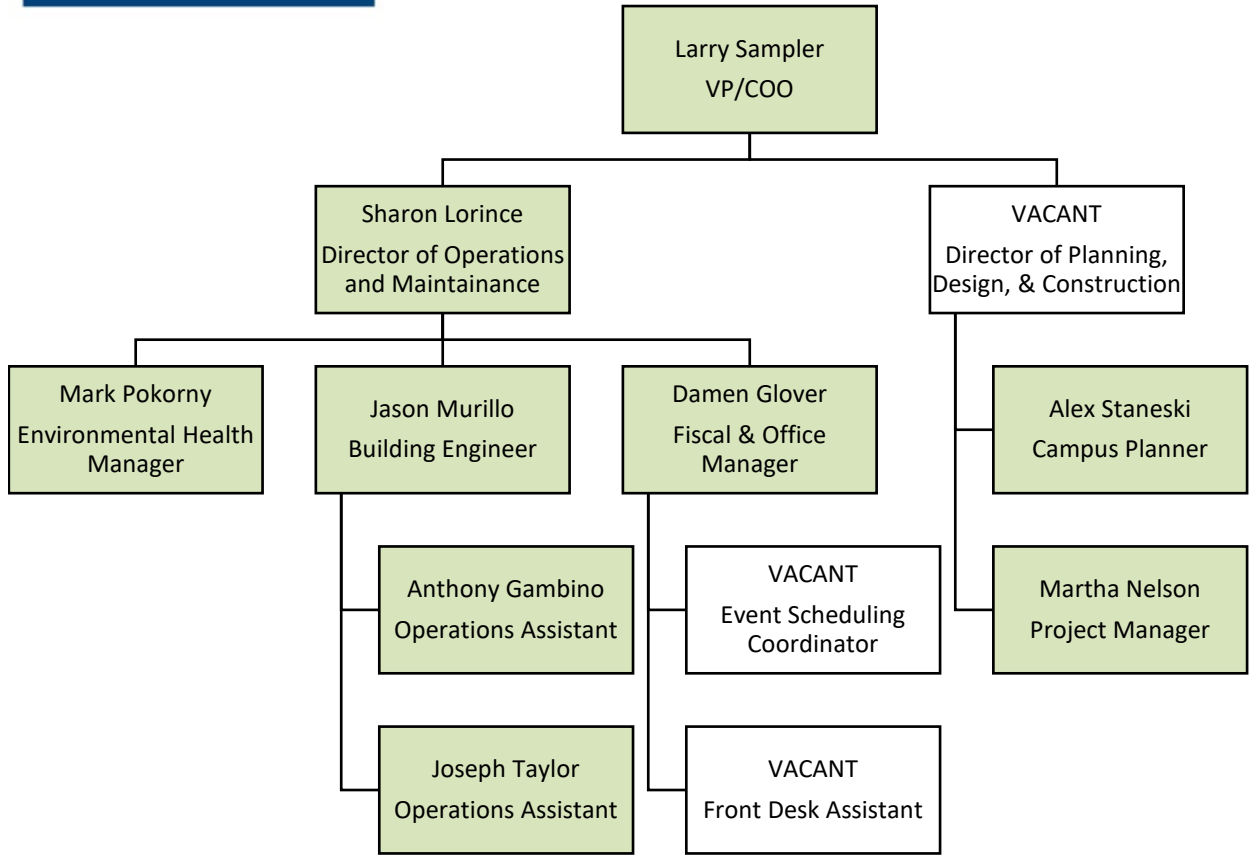 Larry Sampler
VP/COO
Sharon Lorince
Director of Operations
and Maintainance
VACANT
Director of Planning,
Design, & Construction
Mark Pokorny
Environmental Health
Manager
Jason Murillo
Building Engineer
Damen Glover
Fiscal & Office
Manager
Alex Staneski
Campus Planner
Anthony Gambino
Operations Assistant
VACANT
Event Scheduling
Coordinator
Martha Nelson
Project Manager
Joseph Taylor
Operations Assistant
VACANT
Front Desk Assistant